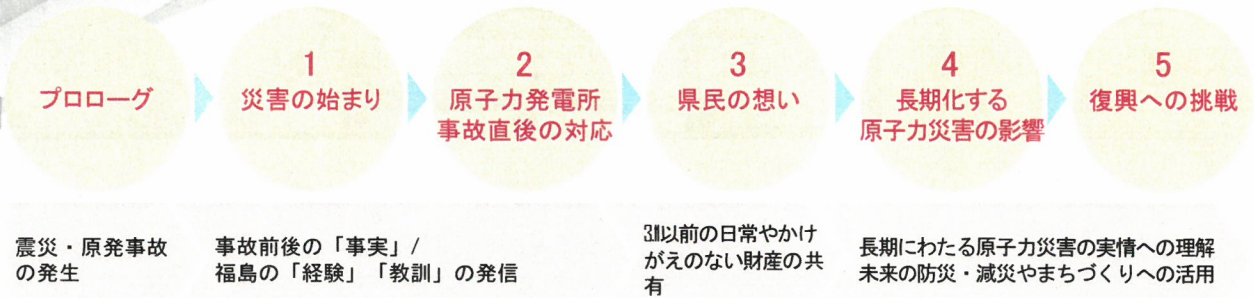 プロローグ
1
災害の始まり
2
原子力発電所
事故直後の対応
3
県民の想い
4
長期化する
原子力災害の影響
5
復興への挑戦
震災・原発事故
の発生
事故前後の「事実」/
福島の「経験」「教訓」の発信
3.11以前の日常やかけ
がえのない財産の共
有
長期にわたる原子力災害の実情への理解
未来の防災・減災やまちづくりへの活用